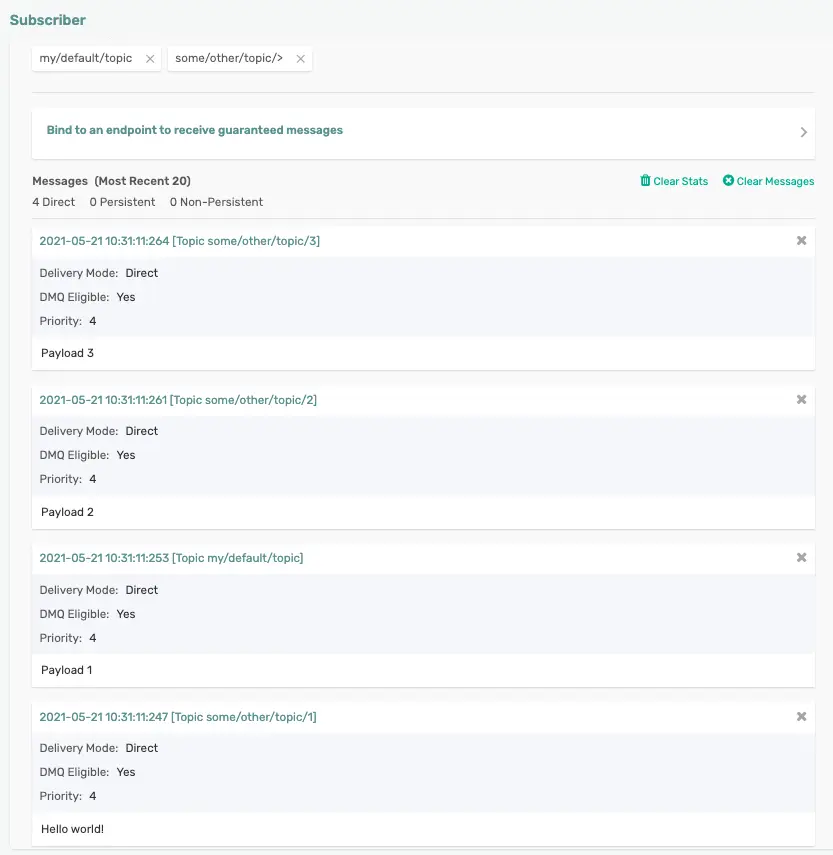 Subscriber
my/default/topic × some/other/topic/> ×
Bind to an endpoint to receive guaranteed messages
Messages (Most Recent 20) Clear Stats Clear Messages
4 Direct 0 Persistent 0 Non-Persistent
2021-05-21 10:31:11:264 [Topic some/other/topic/3]
Delivery Mode: Direct
DMQ Eligible: Yes
Priority: 4
Payload 3
2021-05-21 10:31:11:261 [Topic some/other/topic/2]
Delivery Mode: Direct
DMQ Eligible: Yes
Priority: 4
Payload 2
2021-05-21 10:31:11:253 [Topic my/default/topic]
Delivery Mode: Direct
DMQ Eligible: Yes
Priority: 4
Payload 1
2021-05-21 10:31:11:247 [Topic some/other/topic/1]
Delivery Mode: Direct
DMQ Eligible: Yes
Priority: 4
Hello world!